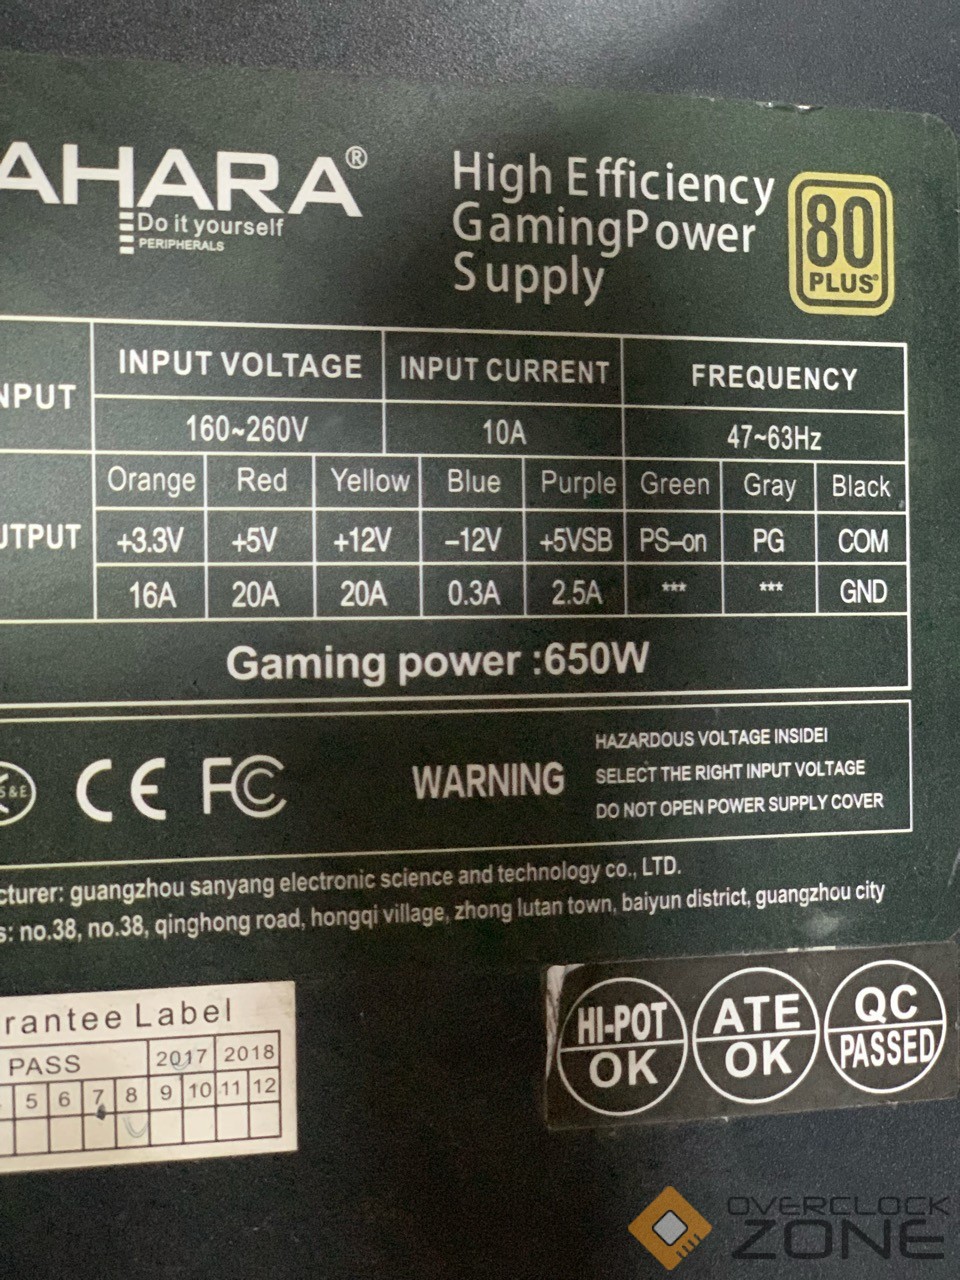 AHARA®
Do it yourself
PERIPHERALS
High Efficiency
GamingPower
Supply
80
PLUS®
NPUT INPUT VOLTAGE INPUT CURRENT FREQUENCY
160~260V 10A 47~63Hz
UTPUT Orange Red Yellow Blue Purple Green Gray Black
+3.3V +5V +12V –12V +5VSB PS–on PG COM
16A 20A 20A 0.3A 2.5A *** *** GND
Gaming power :650W
S&E CE FC
WARNING
HAZARDOUS VOLTAGE INSIDEI
SELECT THE RIGHT INPUT VOLTAGE
DO NOT OPEN POWER SUPPLY COVER
cturer: guangzhou sanyang electronic science and technology co., LTD.
s: no.38, no.38, qinghong road, hongqi village, zhong lutan town, baiyun district, guangzhou city
rantee Label
PASS 2017 2018
5 6 7 8 9 10 11 12
HI-POT
OK
ATE
OK
QC
PASSED
OVERCLOCK
ZONE